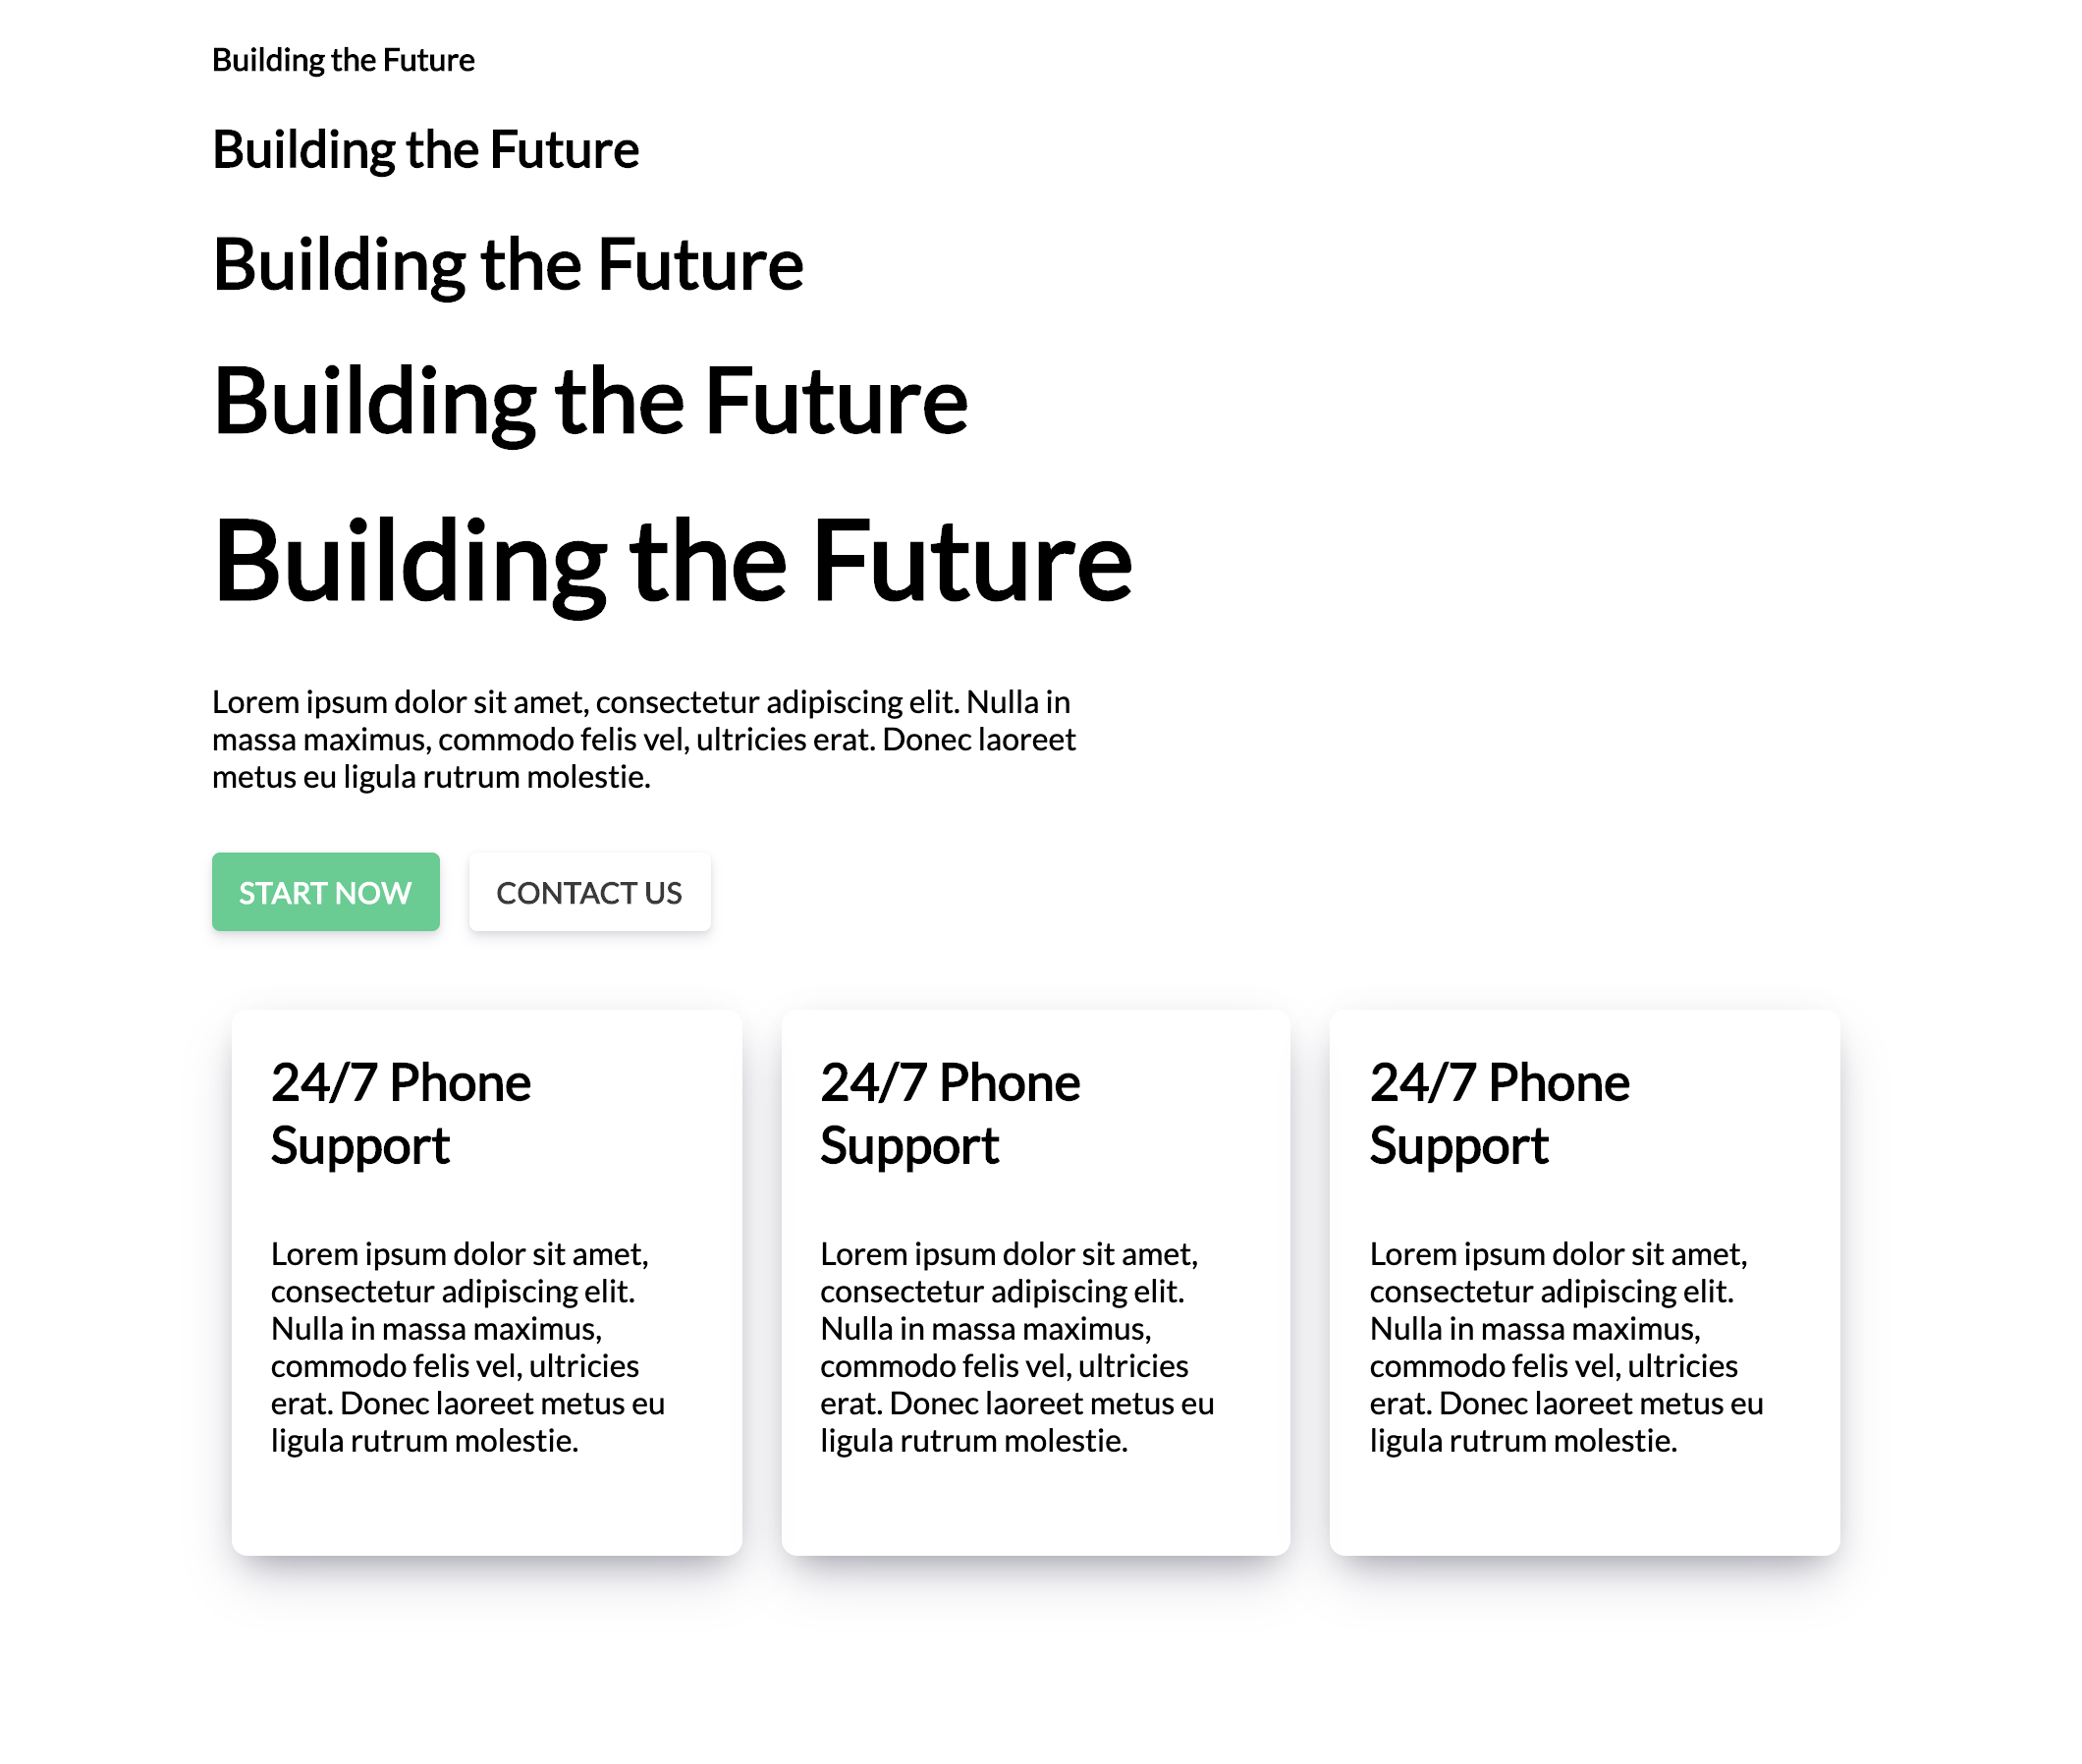 Building the Future
Building the Future
Building the Future
Building the Future
Building the Future
Lorem ipsum dolor sit amet, consectetur adipiscing elit. Nulla in
massa maximus, commodo felis vel, ultricies erat. Donec laoreet
metus eu ligula rutrum molestie.
START NOW
CONTACT US
24/7 Phone
Support
Lorem ipsum dolor sit amet,
consectetur adipiscing elit.
Nulla in massa maximus,
commodo felis vel, ultricies
erat. Donec laoreet metus eu
ligula rutrum molestie.
24/7 Phone
Support
Lorem ipsum dolor sit amet,
consectetur adipiscing elit.
Nulla in massa maximus,
commodo felis vel, ultricies
erat. Donec laoreet metus eu
ligula rutrum molestie.
24/7 Phone
Support
Lorem ipsum dolor sit amet,
consectetur adipiscing elit.
Nulla in massa maximus,
commodo felis vel, ultricies
erat. Donec laoreet metus eu
ligula rutrum molestie.